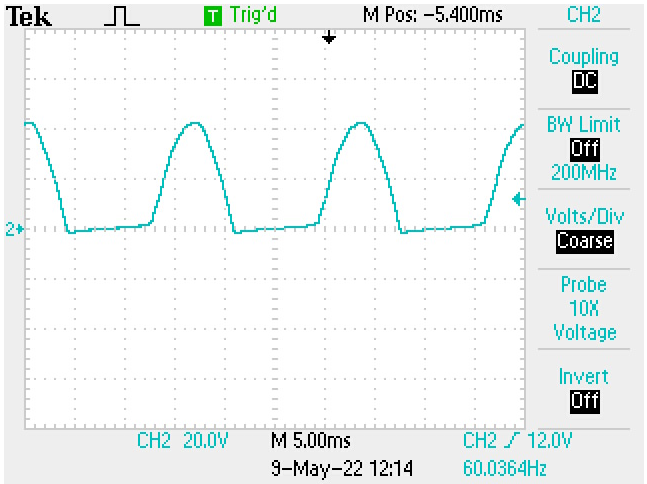 Tek T Trig'd M Pos: -5.400ms CH2
Coupling
DC
BW Limit
Off
200MHz
2
Volts/Div
Coarse
Probe
10X
Voltage
Invert
Off
CH2 20.0V M 5.00ms CH2 12.0V
9-May-22 12:14 60.0364Hz